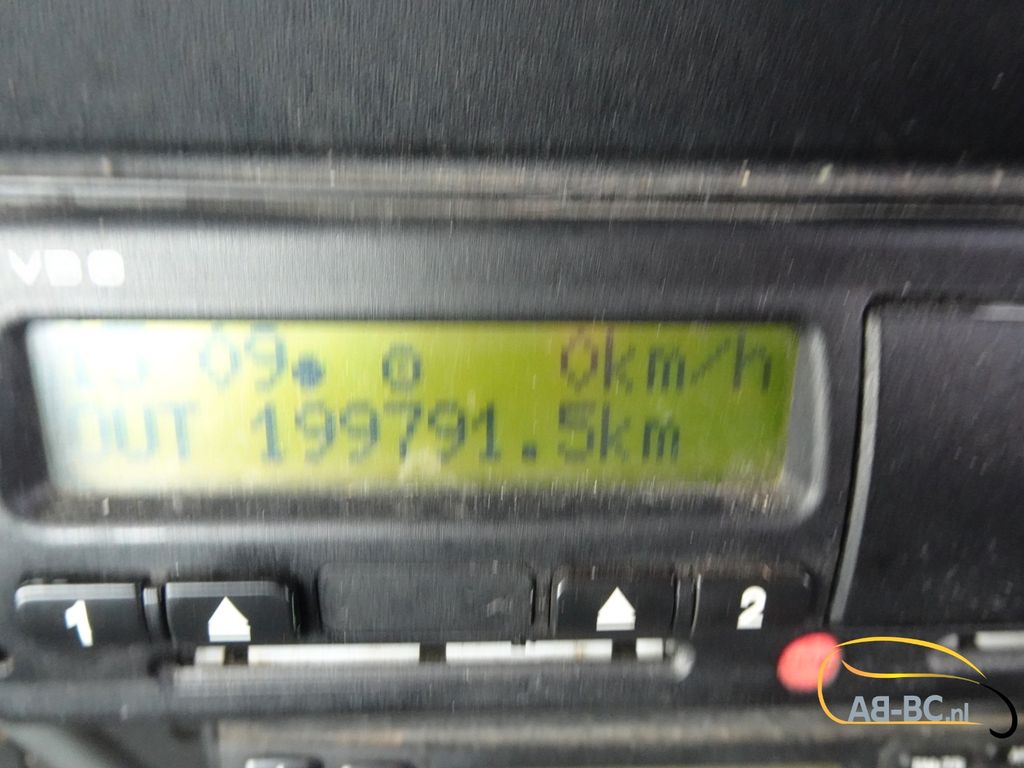 VDO
09 0km/h
OUT 199791.5km
1 2
AB-BC.nl